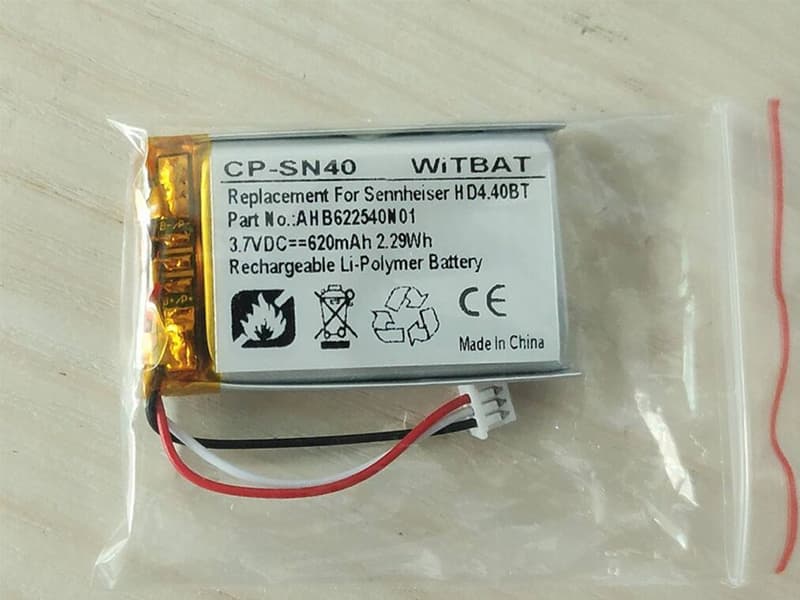 CP-SN40 WiTBAT
Replacement For Sennheiser HD4.40BT
Part No.:AHB622540N01
3.7VDC==620mAh 2.29Wh
Rechargeable Li-Polymer Battery
CE
Made In China
B-/P-
B+/P+